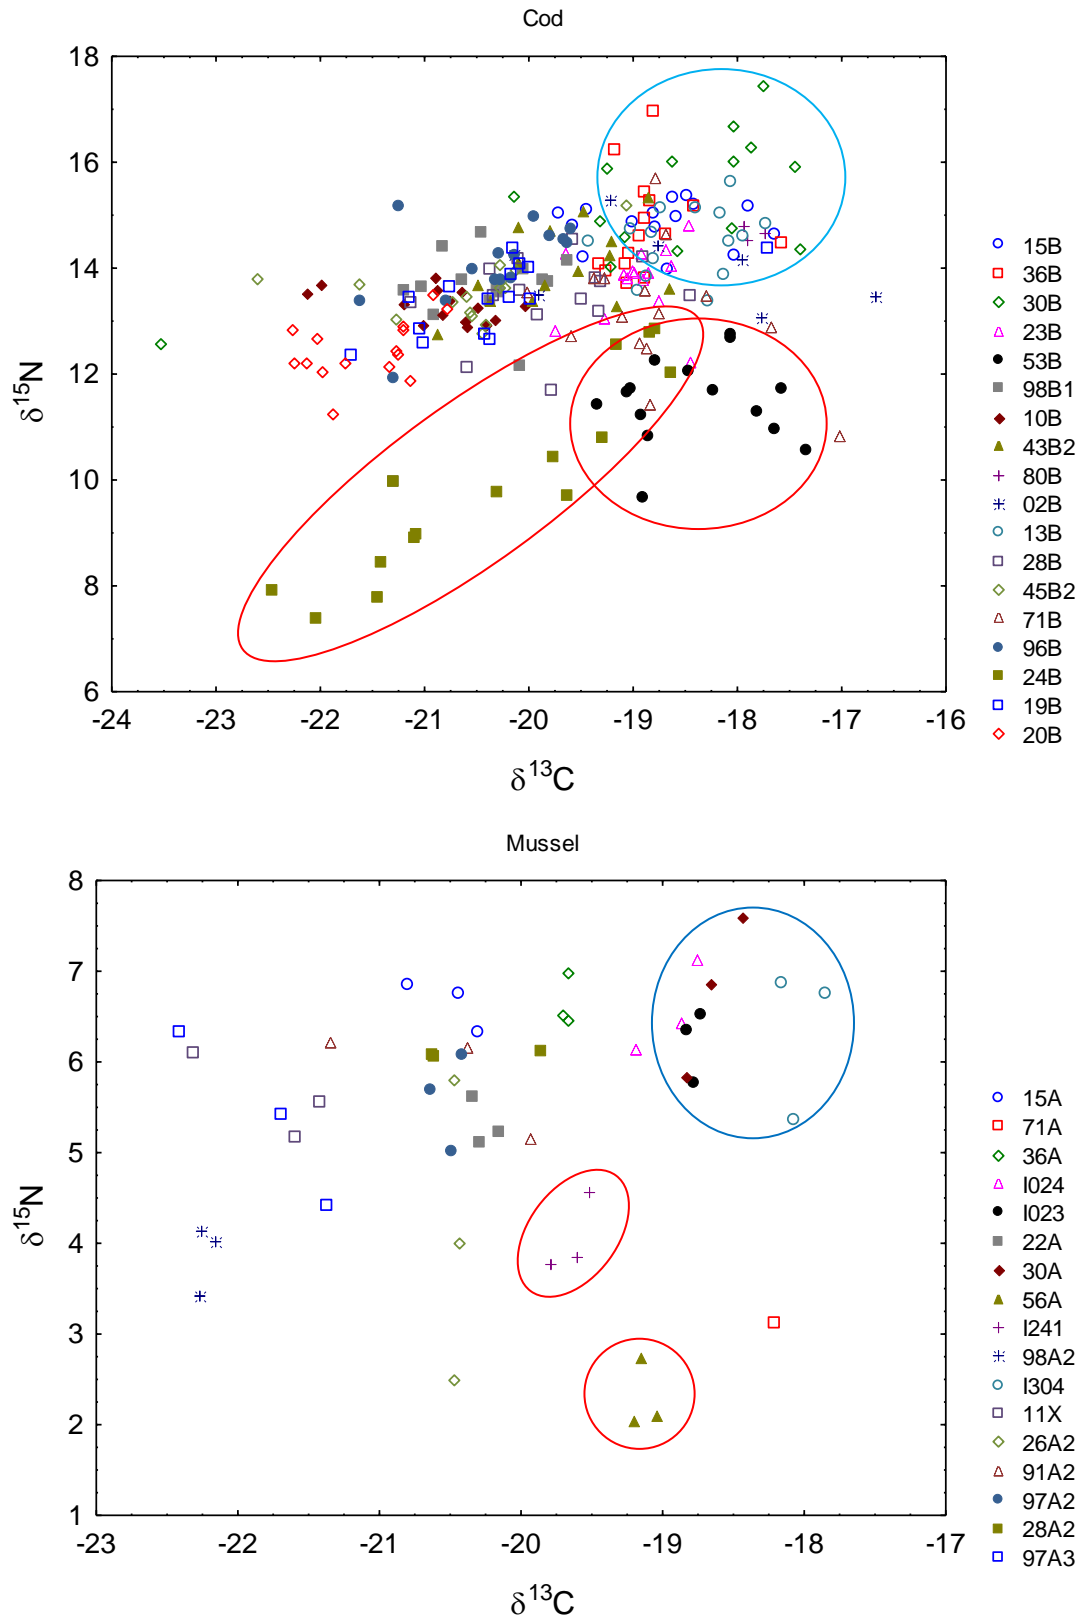 Cod
18
16
14
12
10
8
6
δ15N
-24
-23
-22
-21
-20
-19
-18
-17
-16
δ13C
15B
36B
30B
23B
53B
98B1
10B
43B2
80B
02B
13B
28B
45B2
71B
96B
24B
19B
20B
Mussel
8
7
6
5
4
3
2
1
δ15N
-23
-22
-21
-20
-19
-18
-17
δ13C
15A
71A
36A
I024
I023
22A
30A
56A
I241
98A2
I304
11X
26A2
91A2
97A2
28A2
97A3